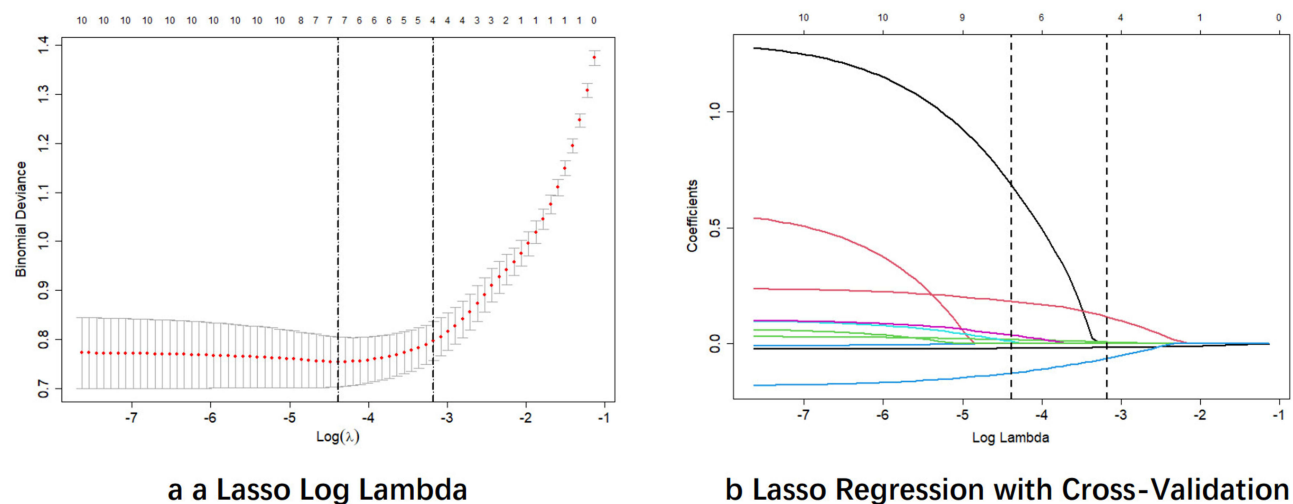 10 10 10 10 10 10 10 10 10 8 7 7 7 6 6 5 5 4 4 4 3 3 2 1 1 1 1 0
1.4
1.3
1.2
1.1
1.0
0.9
0.8
0.7
Binomial Deviance
-7 -6 -5 -4 -3 -2 -1
Log(λ)
a a Lasso Log Lambda
10 10 9 6 4 1 0
1.0
0.5
0.0
Coefficients
-7 -6 -5 -4 -3 -2 -1
Log Lambda
b Lasso Regression with Cross-Validation